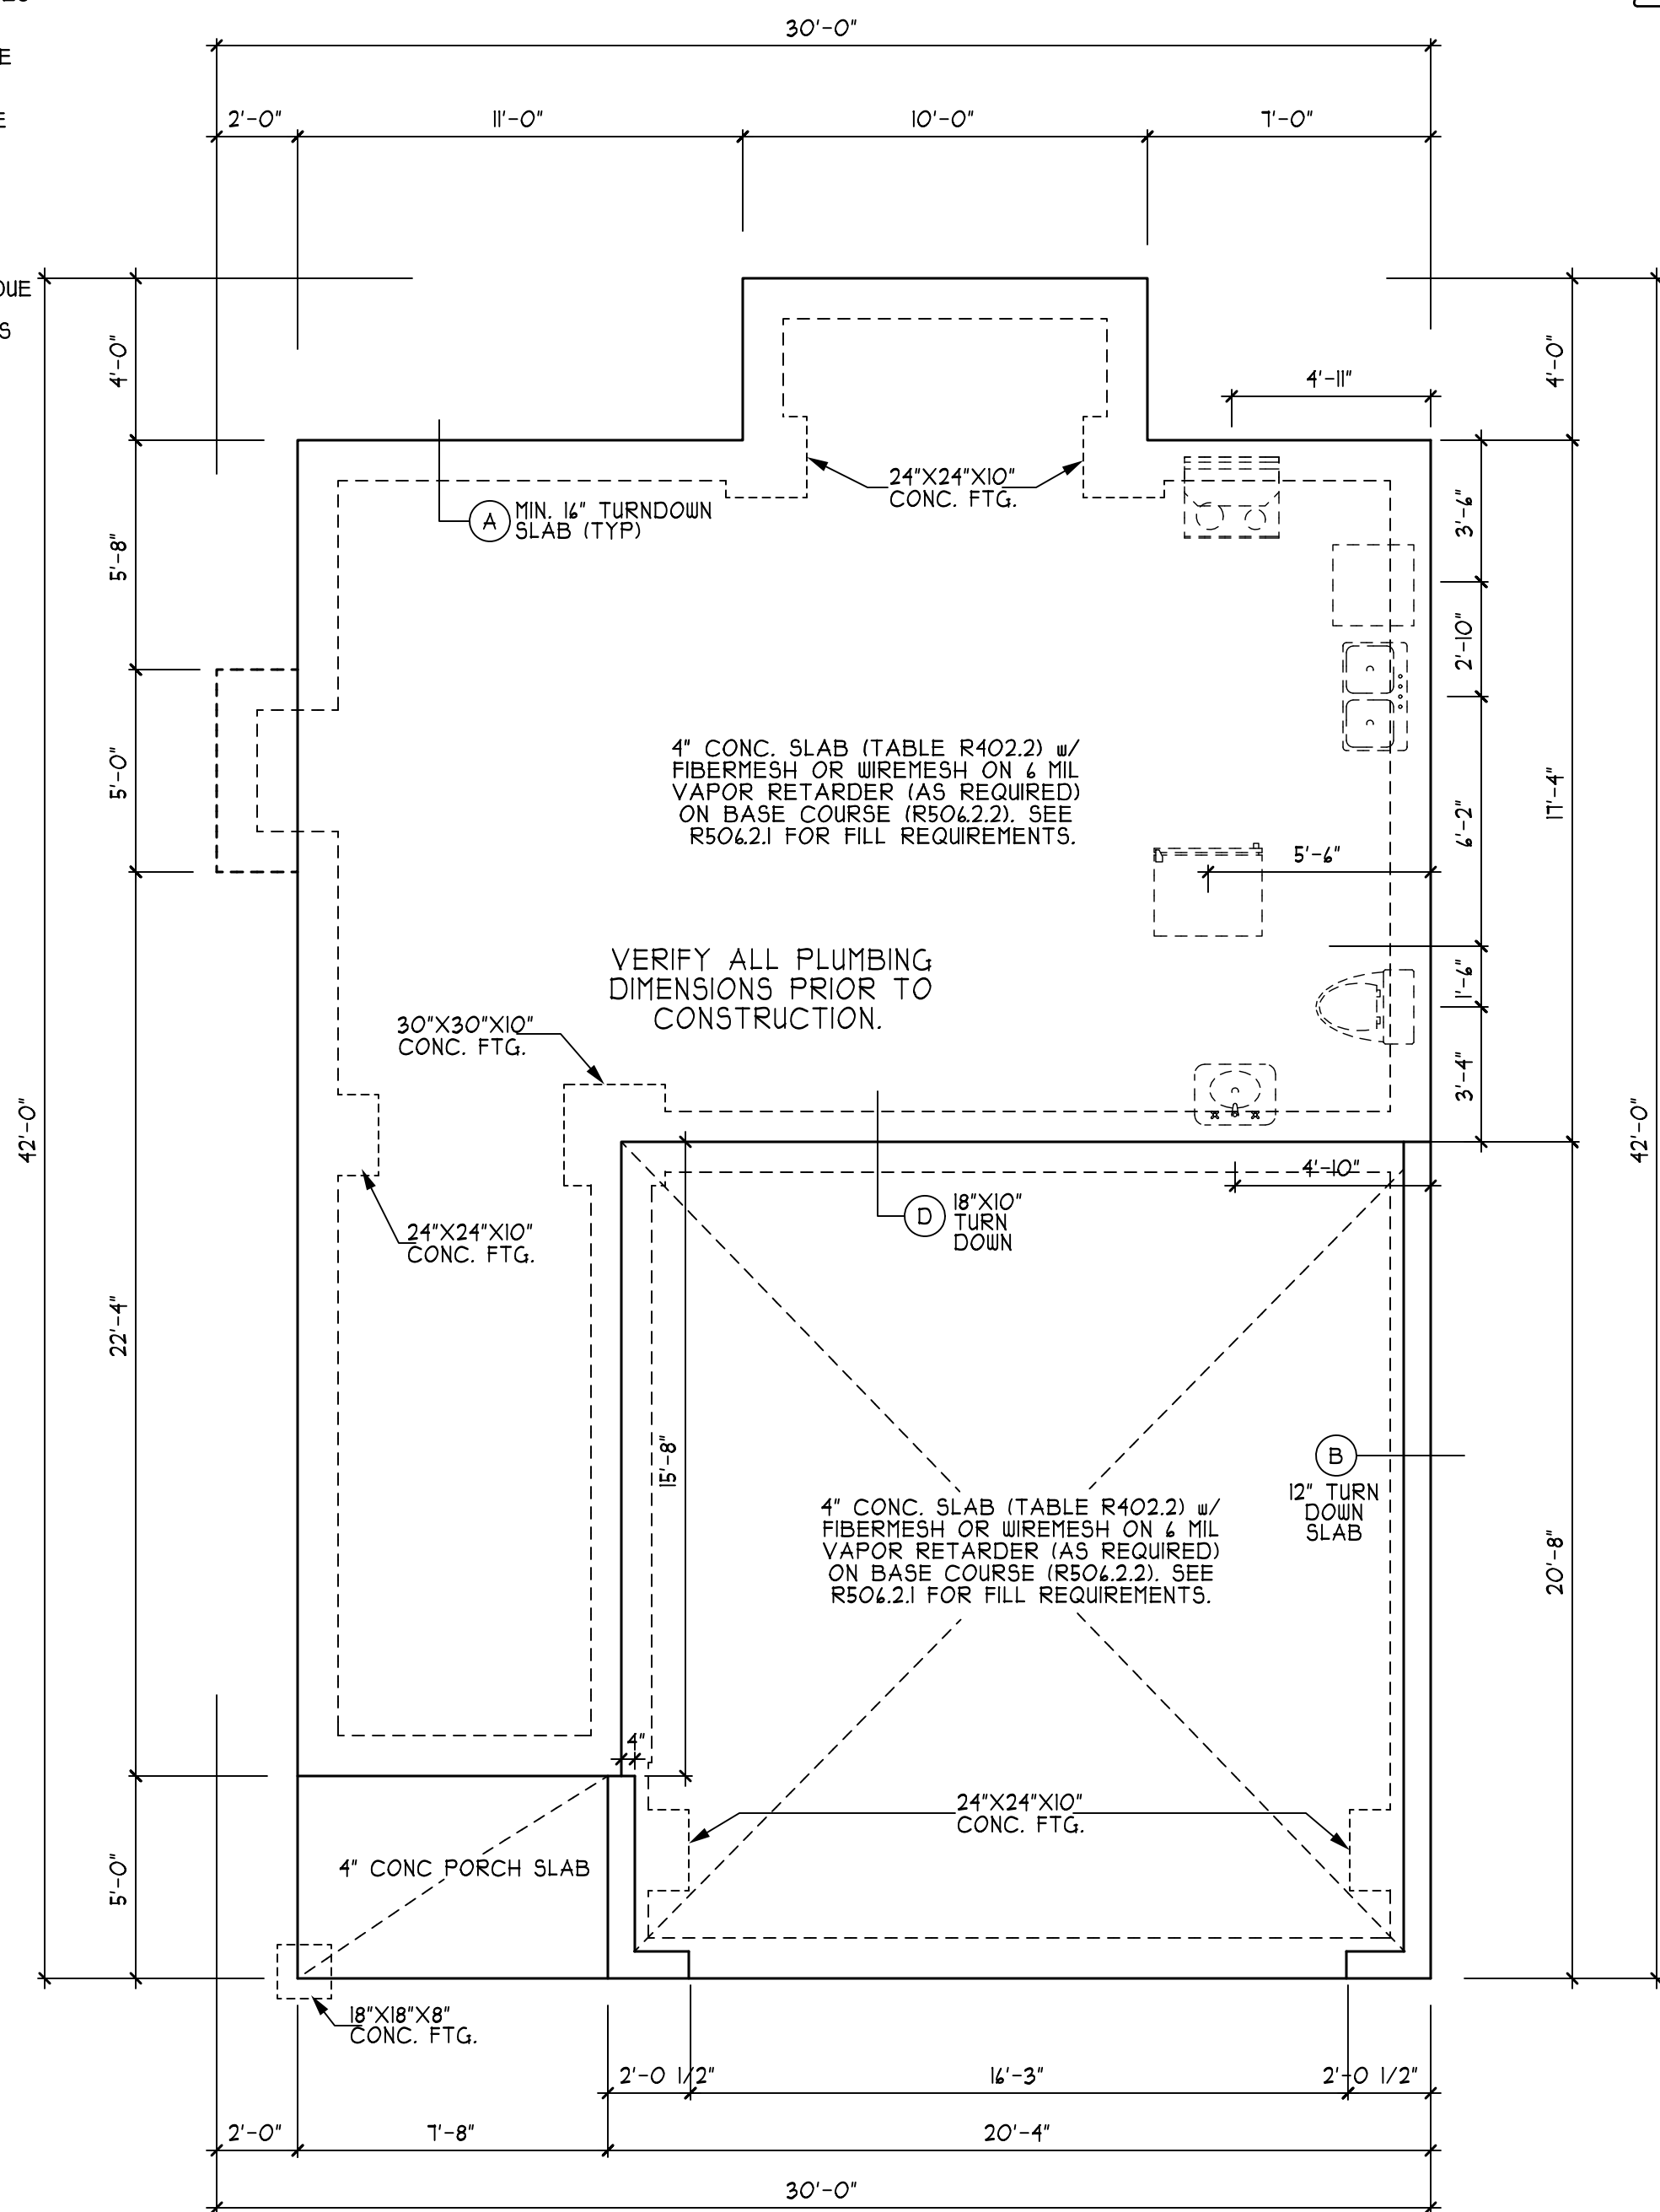 30'-0"
2'-0" 11'-0" 10'-0" 7'-0"
OUE
S
E
E
4'-0"
4'-0"
4'-11"
24"X24"X10"
CONC. FTG.
A
MIN. 16" TURNDOWN
SLAB (TYP)
3'-6"
5'-8"
2'-10"
5'-0"
4" CONC. SLAB (TABLE R402.2) w/
FIBERMESH OR WIREMESH ON 6 MIL
VAPOR RETARDER (AS REQUIRED)
ON BASE COURSE (R506.2.2). SEE
R506.2.1 FOR FILL REQUIREMENTS.
6'-2"
17'-4"
5'-6"
VERIFY ALL PLUMBING
DIMENSIONS PRIOR TO
CONSTRUCTION.
1'-6"
30"X30"X10"
CONC. FTG.
3'-4"
42'-0"
42'-0"
4'-10"
D
18"X10"
TURN
DOWN
24"X24"X10"
CONC. FTG.
22'-4"
15'-8"
B
12" TURN
DOWN
SLAB
4" CONC. SLAB (TABLE R402.2) w/
FIBERMESH OR WIREMESH ON 6 MIL
VAPOR RETARDER (AS REQUIRED)
ON BASE COURSE (R506.2.2). SEE
R506.2.1 FOR FILL REQUIREMENTS.
20'-8"
4"
24"X24"X10"
CONC. FTG.
4" CONC PORCH SLAB
5'-0"
18"X18"X8"
CONC. FTG.
2'-0 1/2" 16'-3" 2'-0 1/2"
2'-0" 7'-8" 20'-4"
30'-0"